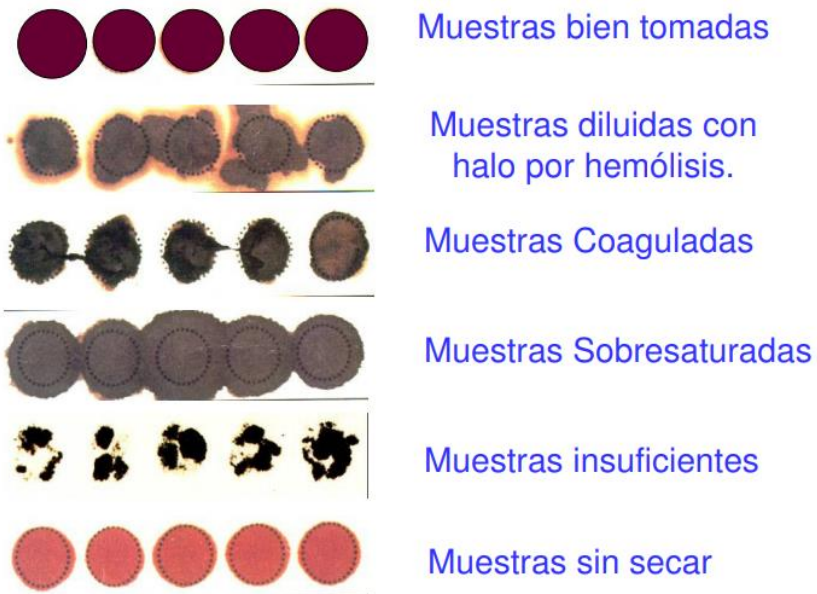 Muestras bien tomadas
Muestras diluidas con
halo por hemólisis.
Muestras Coaguladas
Muestras Sobresaturadas
Muestras insuficientes
Muestras sin secar